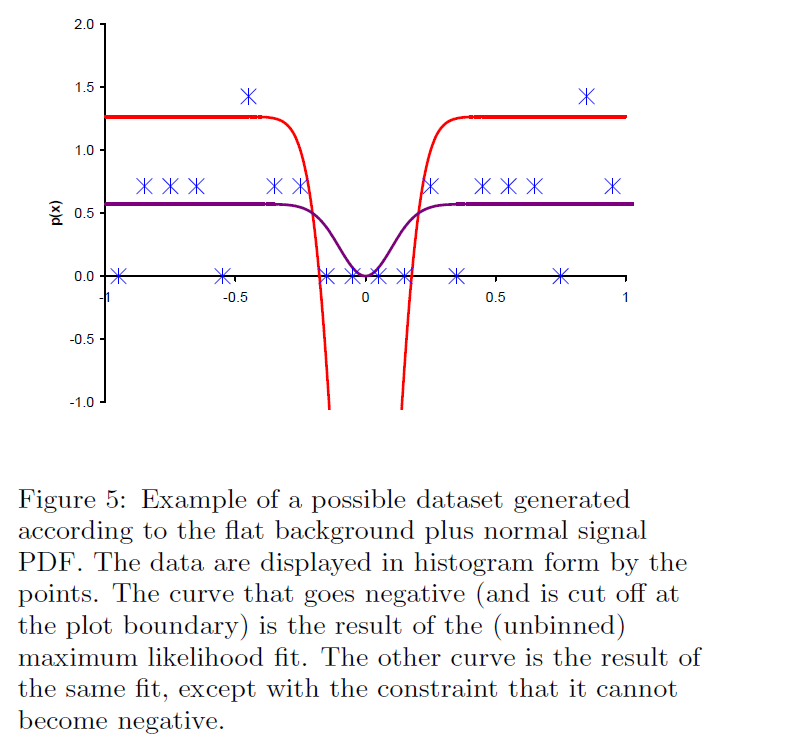 2.0
1.5
1.0
0.5
0.0
-0.5
-1.0
p(x)
-1 -0.5 0 0.5 1
Figure 5: Example of a possible dataset generated
according to the flat background plus normal signal
PDF. The data are displayed in histogram form by the
points. The curve that goes negative (and is cut off at
the plot boundary) is the result of the (unbinned)
maximum likelihood fit. The other curve is the result of
the same fit, except with the constraint that it cannot
become negative.